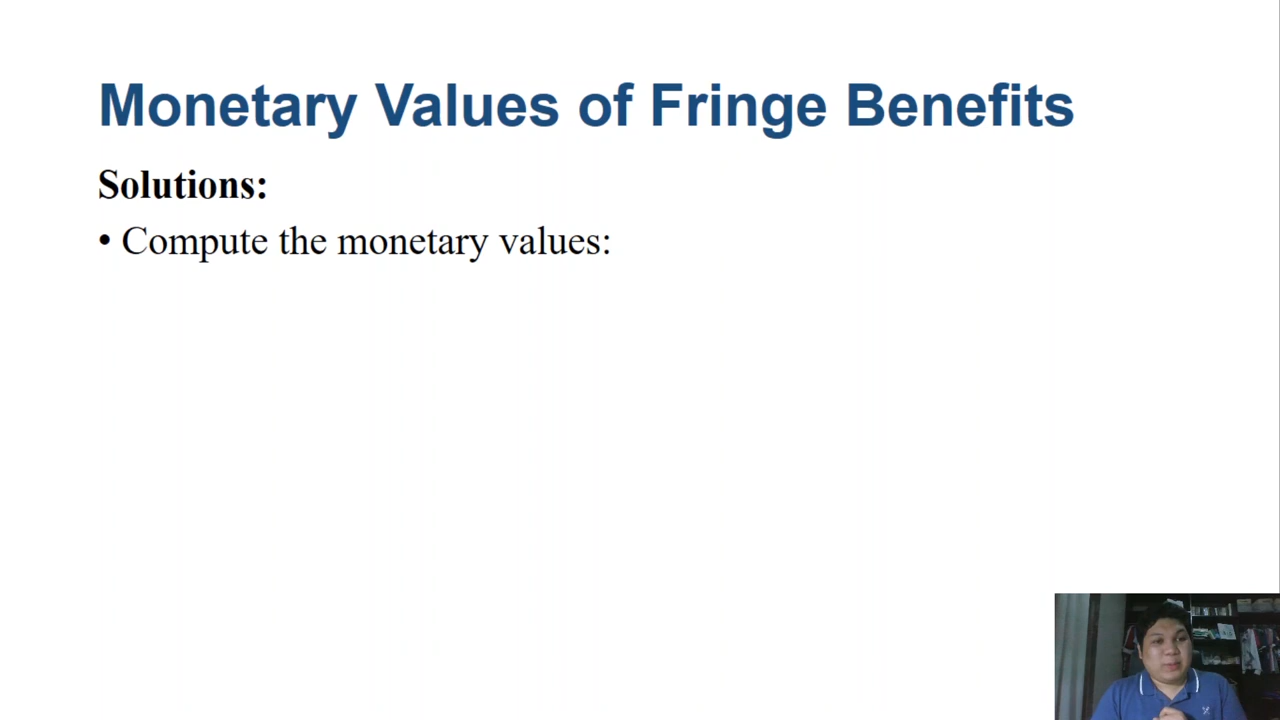 Monetary Values of Fringe Benefits
Solutions:
• Compute the monetary values: